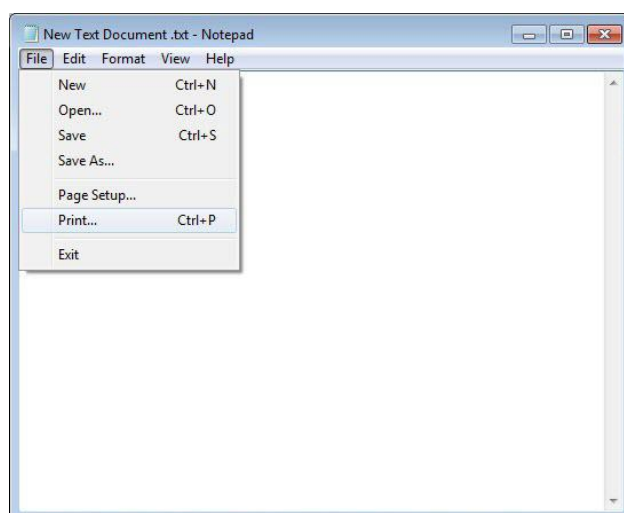 New Text Document .txt - Notepad
File Edit Format View Help
New Ctrl+N
Open... Ctrl+O
Save Ctrl+S
Save As...
Page Setup...
Print... Ctrl+P
Exit